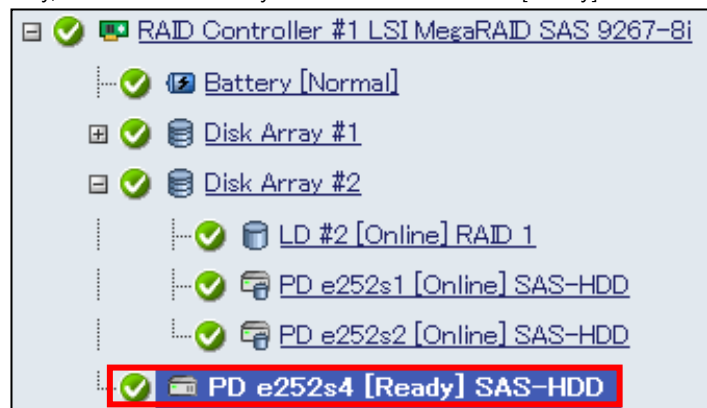 RAID Controller #1 LSI MegaRAID SAS 9267-8i
Battery [Normal]
Disk Array #1
Disk Array #2
LD #2 [Online] RAID 1
PD e252s1 [Online] SAS-HDD
PD e252s2 [Online] SAS-HDD
PD e252s4 [Ready] SAS-HDD